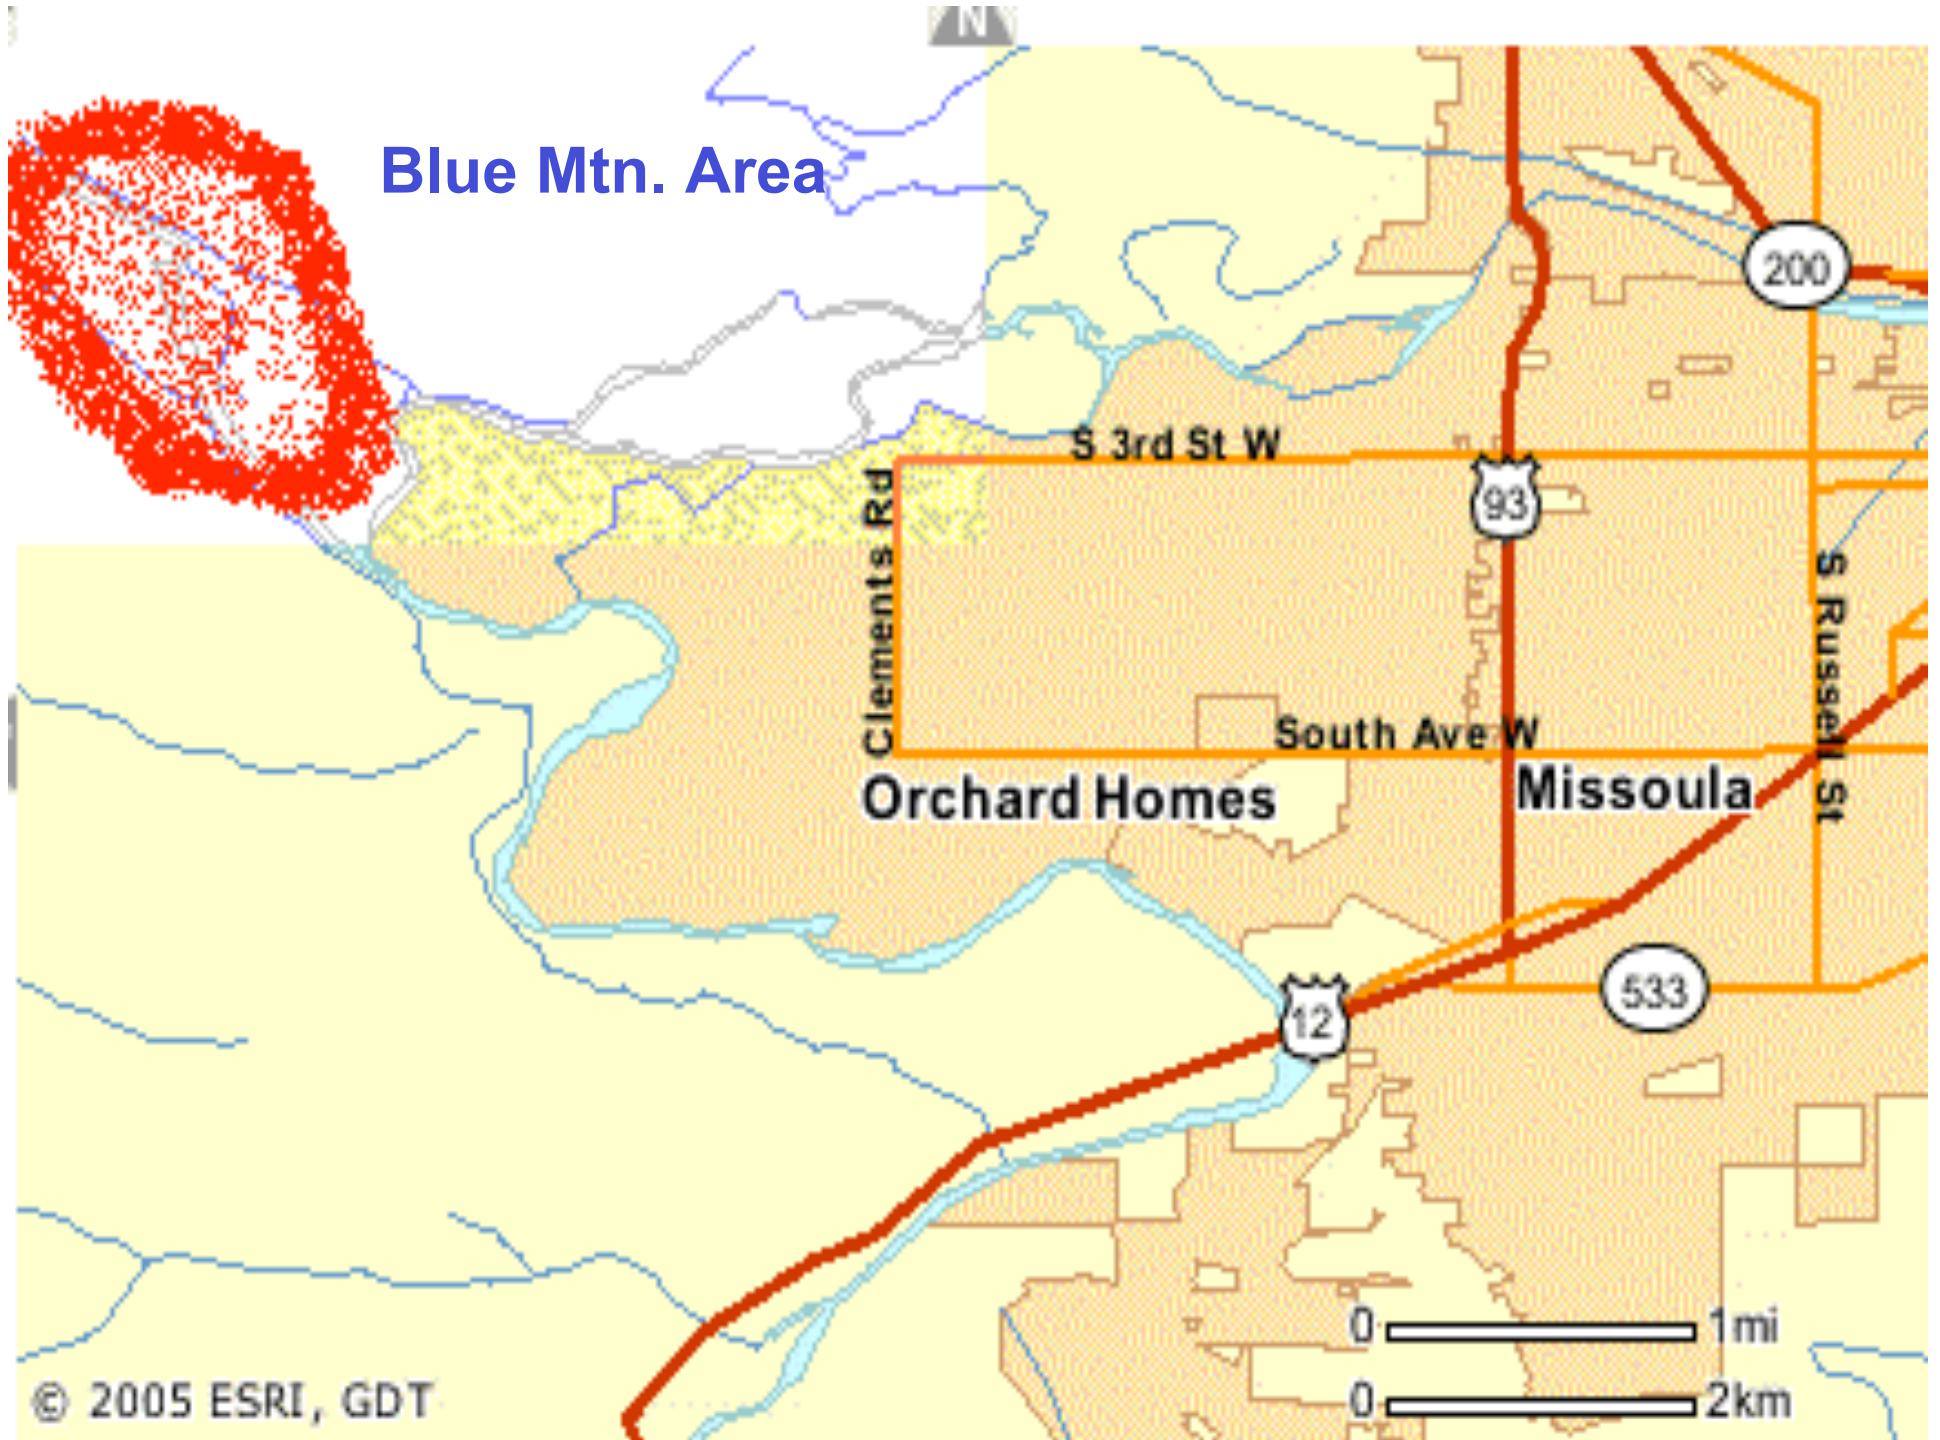 N
Blue Mtn. Area
200
S 3rd St W
93
Clements Rd
S Russell St
South Ave W
Orchard Homes
Missoula
533
12
0 1mi
0 2km
© 2005 ESRI, GDT